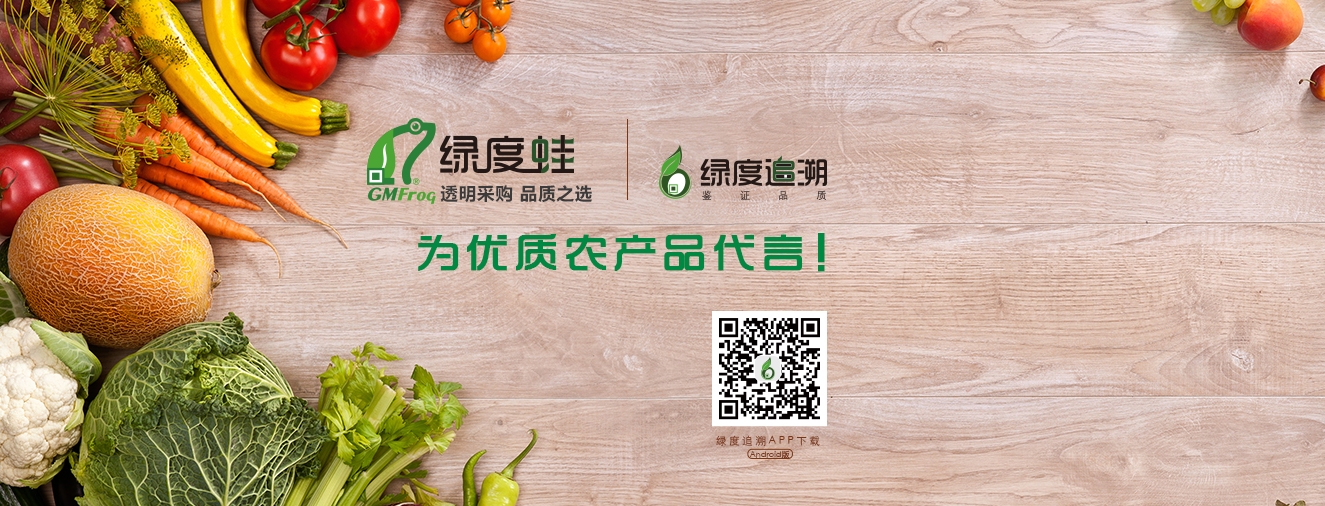 绿度蛙
GMFrog 透明采购 品质之选
绿度追溯
鉴证品质
为优质农产品代言！
绿度追溯APP下载
Android版